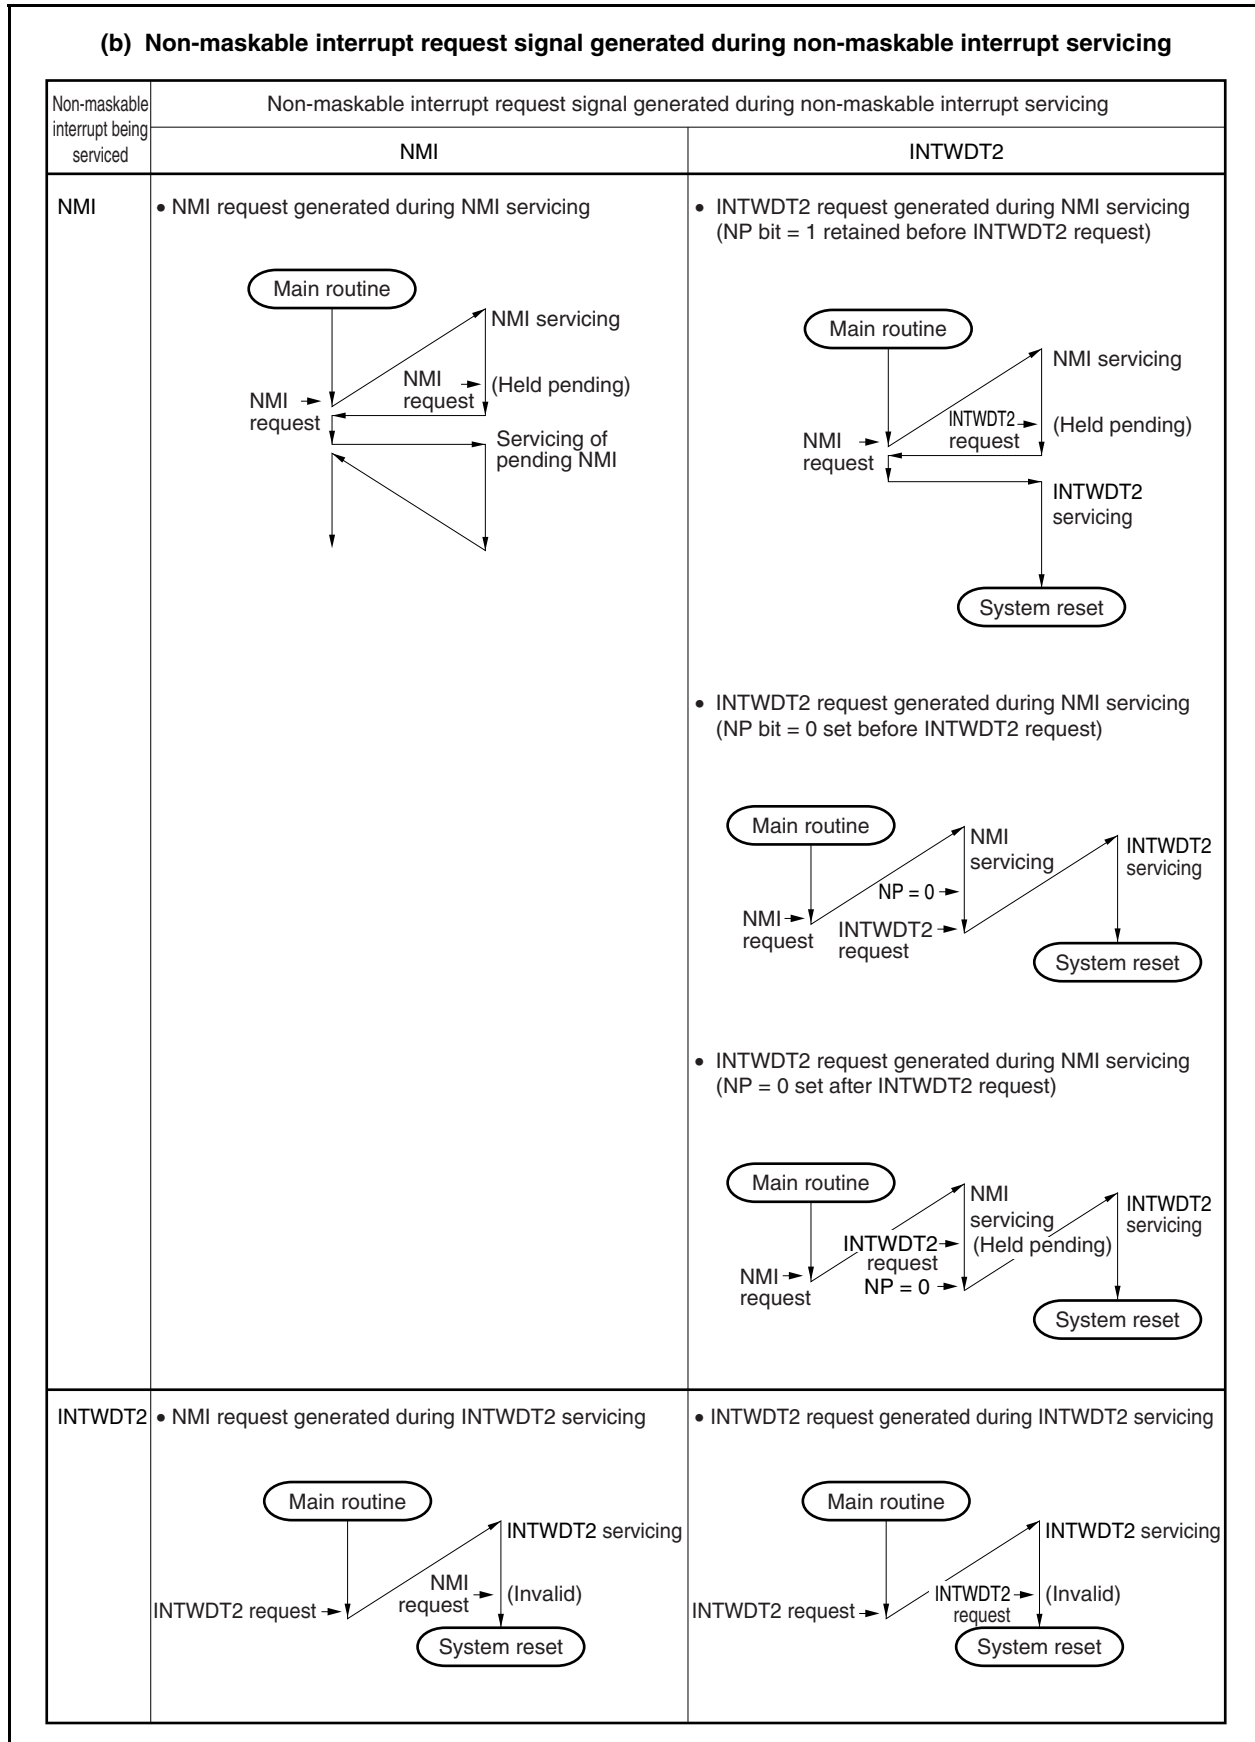 (b) Non-maskable interrupt request signal generated during non-maskable interrupt servicing
Non-maskable
interrupt being
serviced
Non-maskable interrupt request signal generated during non-maskable interrupt servicing
NMI
INTWDT2
NMI
• NMI request generated during NMI servicing
Main routine
NMI servicing
NMI
request
(Held pending)
NMI
request
Servicing of
pending NMI
• INTWDT2 request generated during NMI servicing
(NP bit = 1 retained before INTWDT2 request)
Main routine
NMI servicing
INTWDT2
request
(Held pending)
NMI
request
INTWDT2
servicing
System reset
• INTWDT2 request generated during NMI servicing
(NP bit = 0 set before INTWDT2 request)
Main routine
NMI
servicing
INTWDT2
servicing
NP = 0
NMI
request
INTWDT2
request
System reset
• INTWDT2 request generated during NMI servicing
(NP = 0 set after INTWDT2 request)
Main routine
NMI
servicing
(Held pending)
INTWDT2
servicing
INTWDT2
request
NMI
request
NP = 0
System reset
INTWDT2
• NMI request generated during INTWDT2 servicing
Main routine
INTWDT2 servicing
NMI
request
(Invalid)
INTWDT2 request
System reset
• INTWDT2 request generated during INTWDT2 servicing
Main routine
INTWDT2 servicing
INTWDT2
request
(Invalid)
INTWDT2 request
System reset